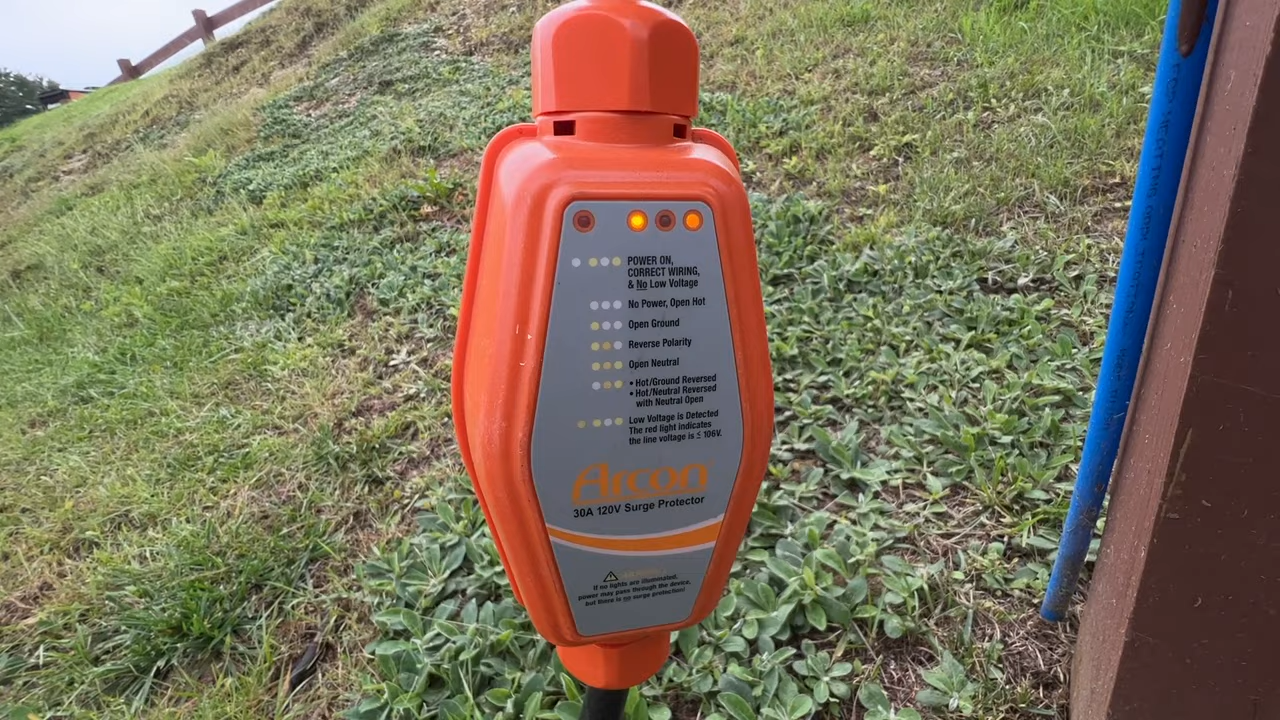 POWER ON,
CORRECT WIRING,
& No Low Voltage
No Power, Open Hot
Open Ground
Reverse Polarity
Open Neutral
• Hot/Ground Reversed
• Hot/Neutral Reversed
with Neutral Open
Low Voltage is Detected
The red light indicates
the line voltage is ≤ 106V.
Arcon
30A 120V Surge Protector
If no lights are illuminated,
power may pass through the device,
but there is no surge protection!